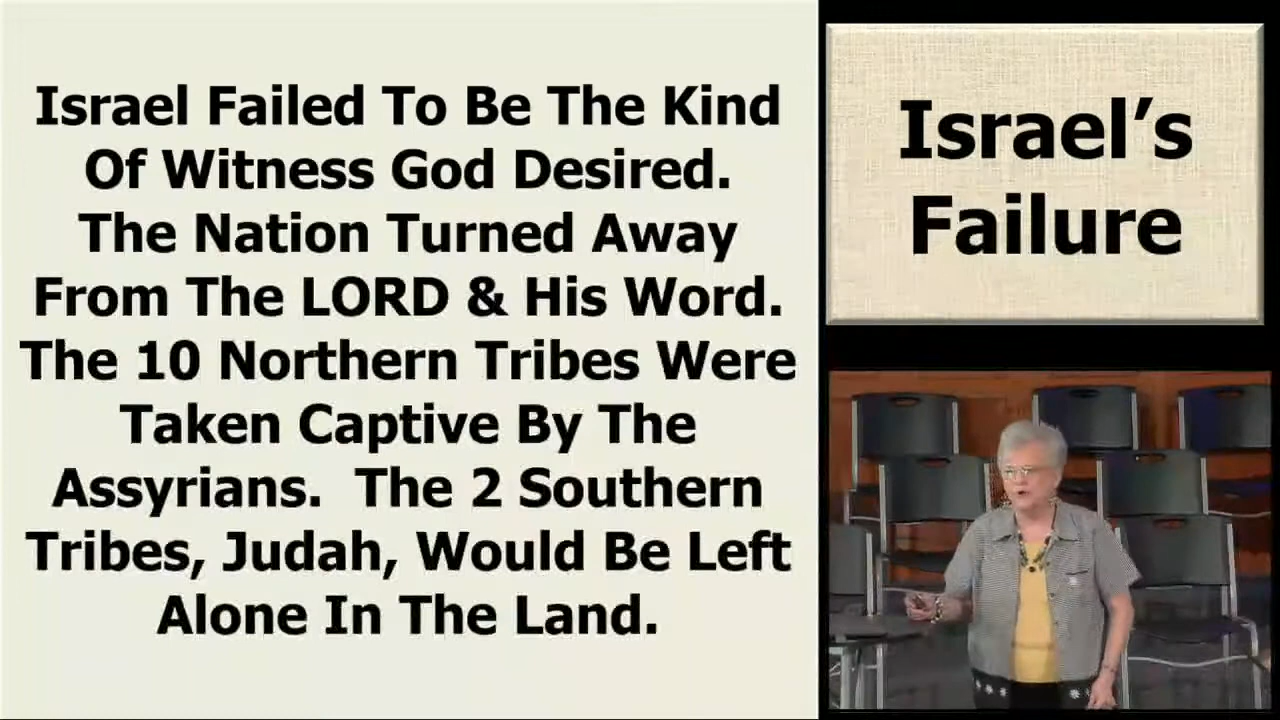 Israel Failed To Be The Kind
Of Witness God Desired.
The Nation Turned Away
From The LORD & His Word.
The 10 Northern Tribes Were
Taken Captive By The
Assyrians.  The 2 Southern
Tribes, Judah, Would Be Left
Alone In The Land.
Israel’s
Failure